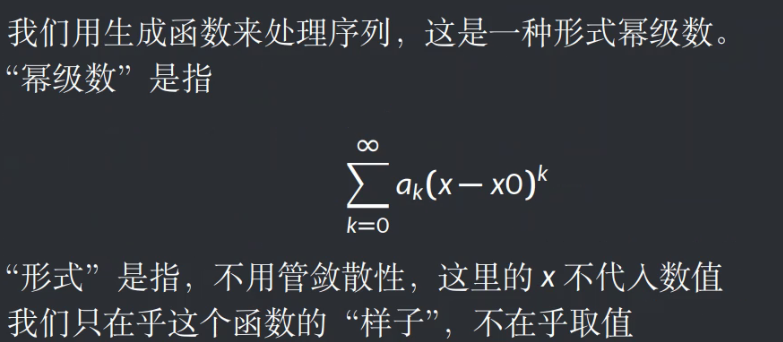 我们用生成函数来处理序列，这是一种形式幂级数。
“幂级数”是指
∞
∑ aₖ(x − x0)ᵏ
k=0
“形式”是指，不用管敛散性，这里的 x 不代入数值
我们只在乎这个函数的“样子”，不在乎取值